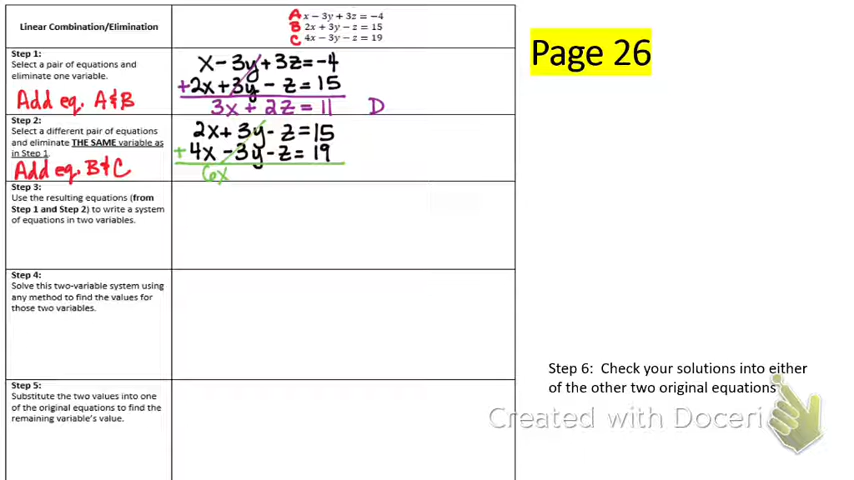 Linear Combination/Elimination
A x − 3y + 3z = −4
B 2x + 3y − z = 15
C 4x − 3y − z = 19
Page 26
Step 1:
Select a pair of equations and
eliminate one variable.
Add eq. A & B
x - 3y + 3z = -4
+ 2x + 3y - z = 15
3x + 2z = 11 D
Step 2:
Select a different pair of equations
and eliminate THE SAME variable as
in Step 1.
Add eq. B & C
2x + 3y - z = 15
+ 4x - 3y - z = 19
6x
Step 3:
Use the resulting equations (from
Step 1 and Step 2) to write a system
of equations in two variables.
Step 4:
Solve this two-variable system using
any method to find the values for
those two variables.
Step 5:
Substitute the two values into one
of the original equations to find the
remaining variable's value.
Step 6: Check your solutions into either
of the other two original equations
Created with Doceri